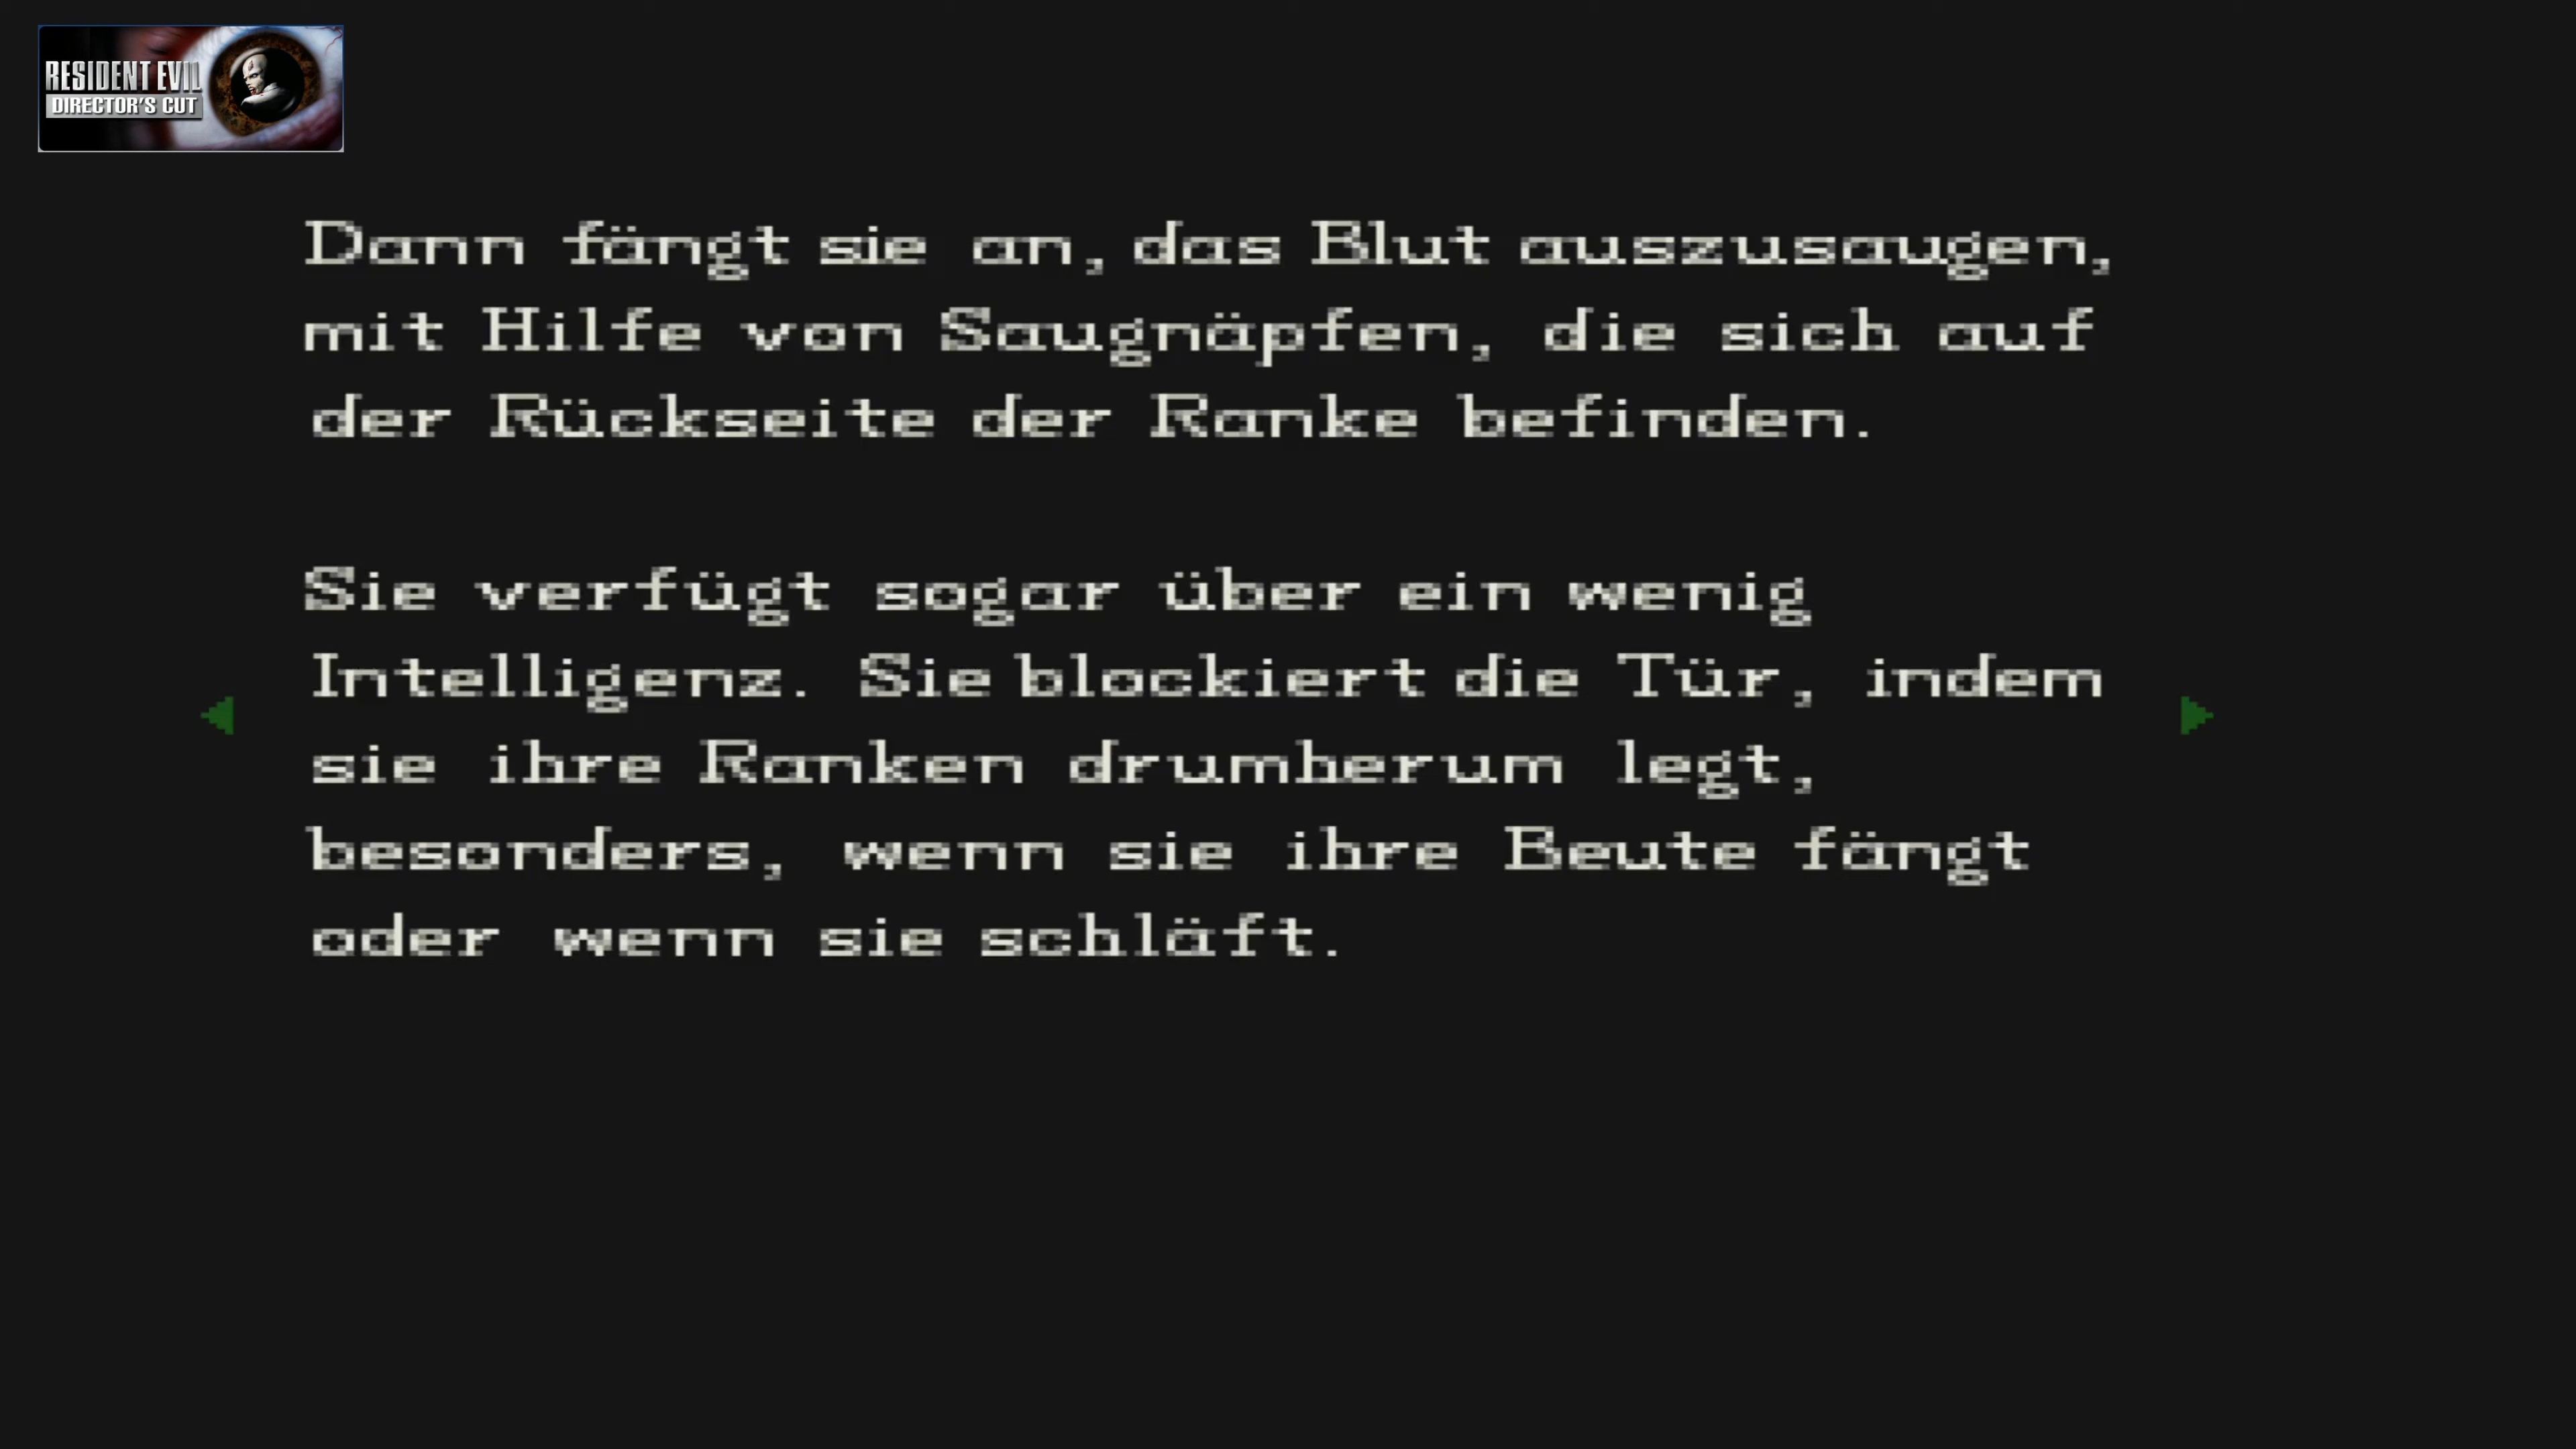 RESIDENT EVIL
DIRECTOR'S CUT
Dann fängt sie an, das Blut auszusaugen,
mit Hilfe von Saugnäpfen, die sich auf
der Rückseite der Ranke befinden.
Sie verfügt sogar über ein wenig
Intelligenz. Sie blockiert die Tür, indem
sie ihre Ranken drumherum legt,
besonders, wenn sie ihre Beute fängt
oder wenn sie schläft.